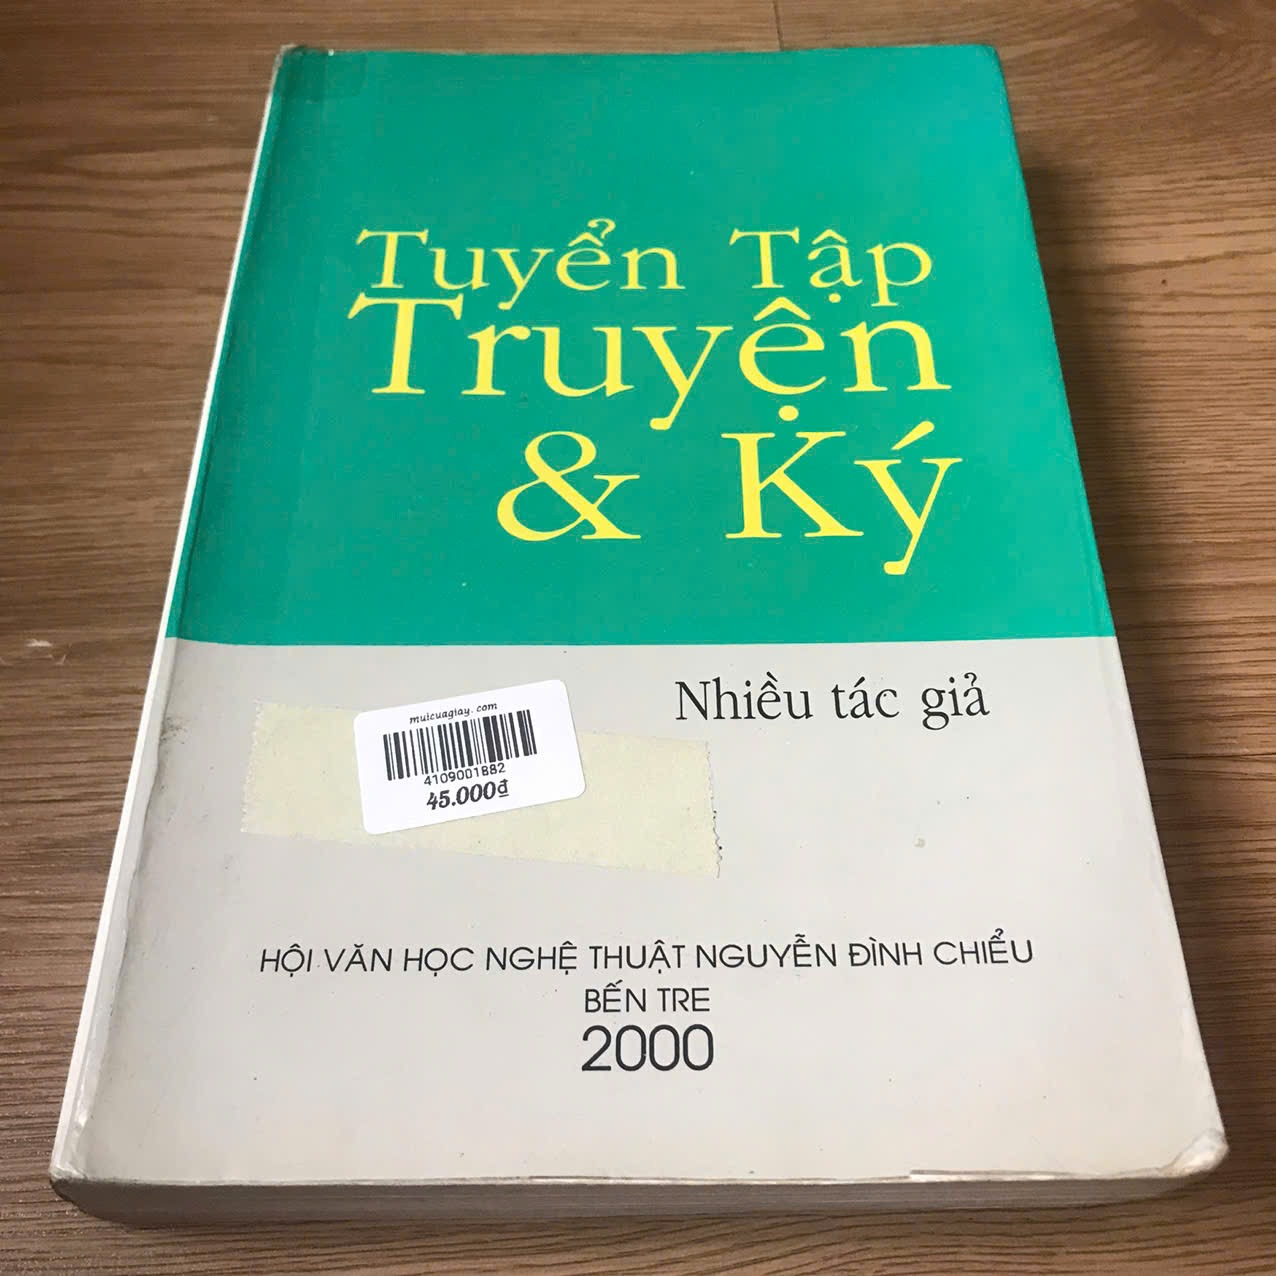 Tuyển Tập
Truyện
& Ký
Nhiều tác giả
muicuagiay.com
4109001882
45.000₫
HỘI VĂN HỌC NGHỆ THUẬT NGUYỄN ĐÌNH CHIỂU
BẾN TRE
2000